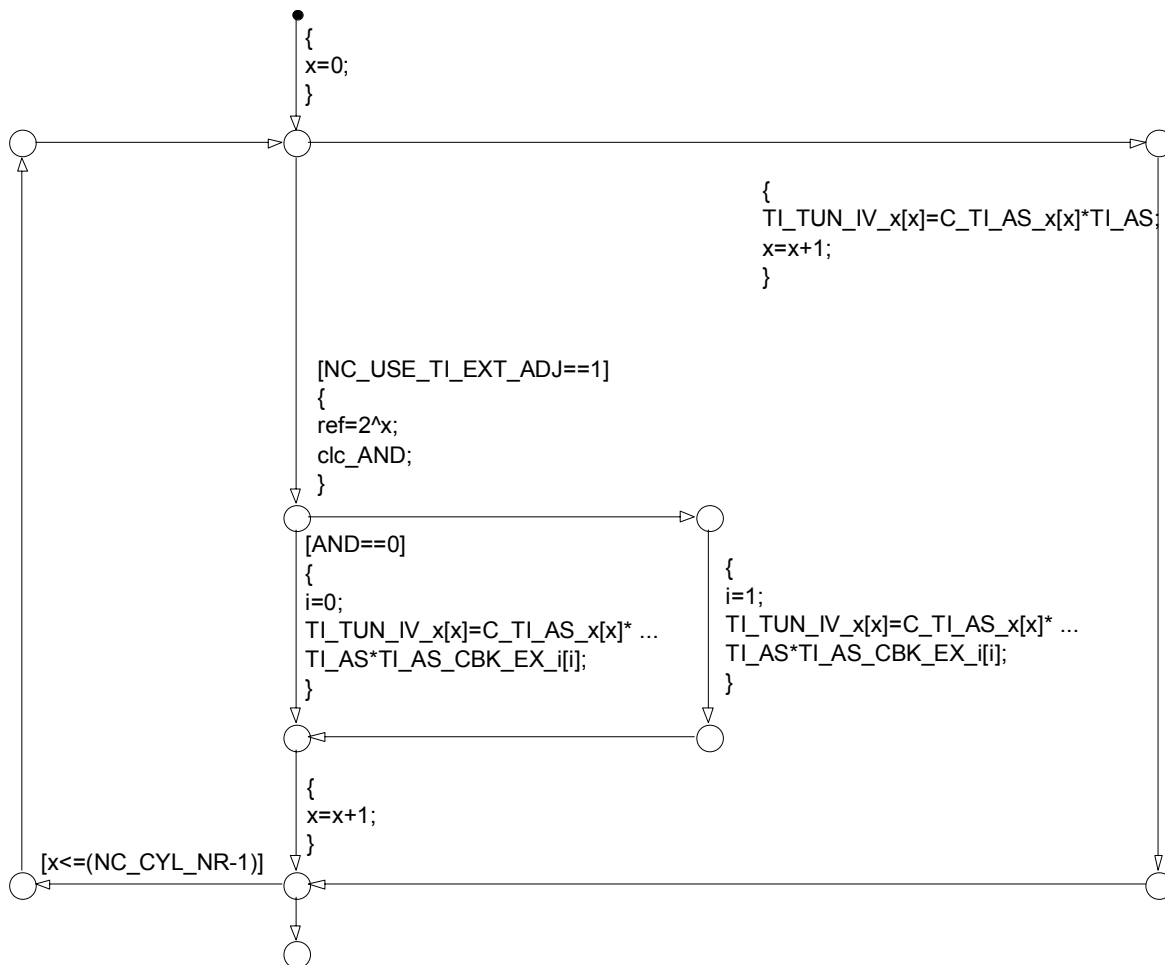 {
x=0;
}
{
TI_TUN_IV_x[x]=C_TI_AS_x[x]*TI_AS;
x=x+1;
}
[NC_USE_TI_EXT_ADJ==1]
{
ref=2^x;
clc_AND;
}
[AND==0]
{
i=0;
TI_TUN_IV_x[x]=C_TI_AS_x[x]* ...
TI_AS*TI_AS_CBK_EX_i[i];
}
{
i=1;
TI_TUN_IV_x[x]=C_TI_AS_x[x]* ...
TI_AS*TI_AS_CBK_EX_i[i];
}
{
x=x+1;
}
[x<=(NC_CYL_NR-1)]